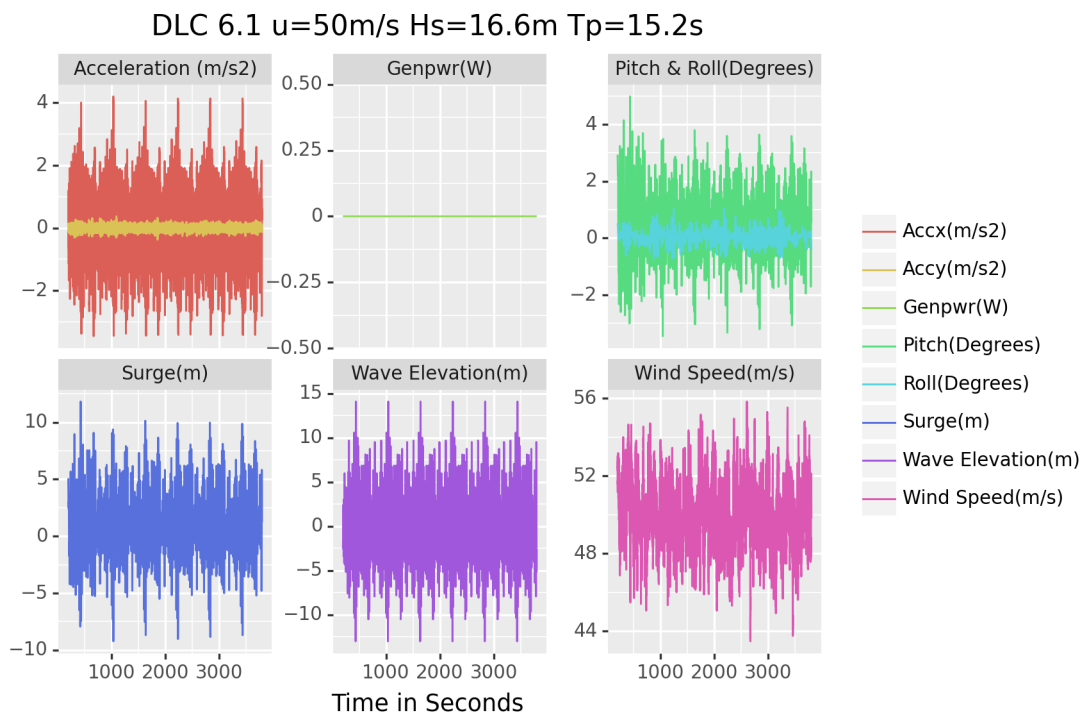 DLC 6.1 u=50m/s Hs=16.6m Tp=15.2s
Acceleration (m/s2)
Genpwr(W)
Pitch & Roll(Degrees)
4
2
0
−2
0.50
0.25
0
−0.25
−0.50
4
2
0
−2
Surge(m)
Wave Elevation(m)
Wind Speed(m/s)
10
5
0
−5
−10
15
10
5
0
−5
−10
56
52
48
44
1000 2000 3000
1000 2000 3000
1000 2000 3000
Time in Seconds
Accx(m/s2)
Accy(m/s2)
Genpwr(W)
Pitch(Degrees)
Roll(Degrees)
Surge(m)
Wave Elevation(m)
Wind Speed(m/s)